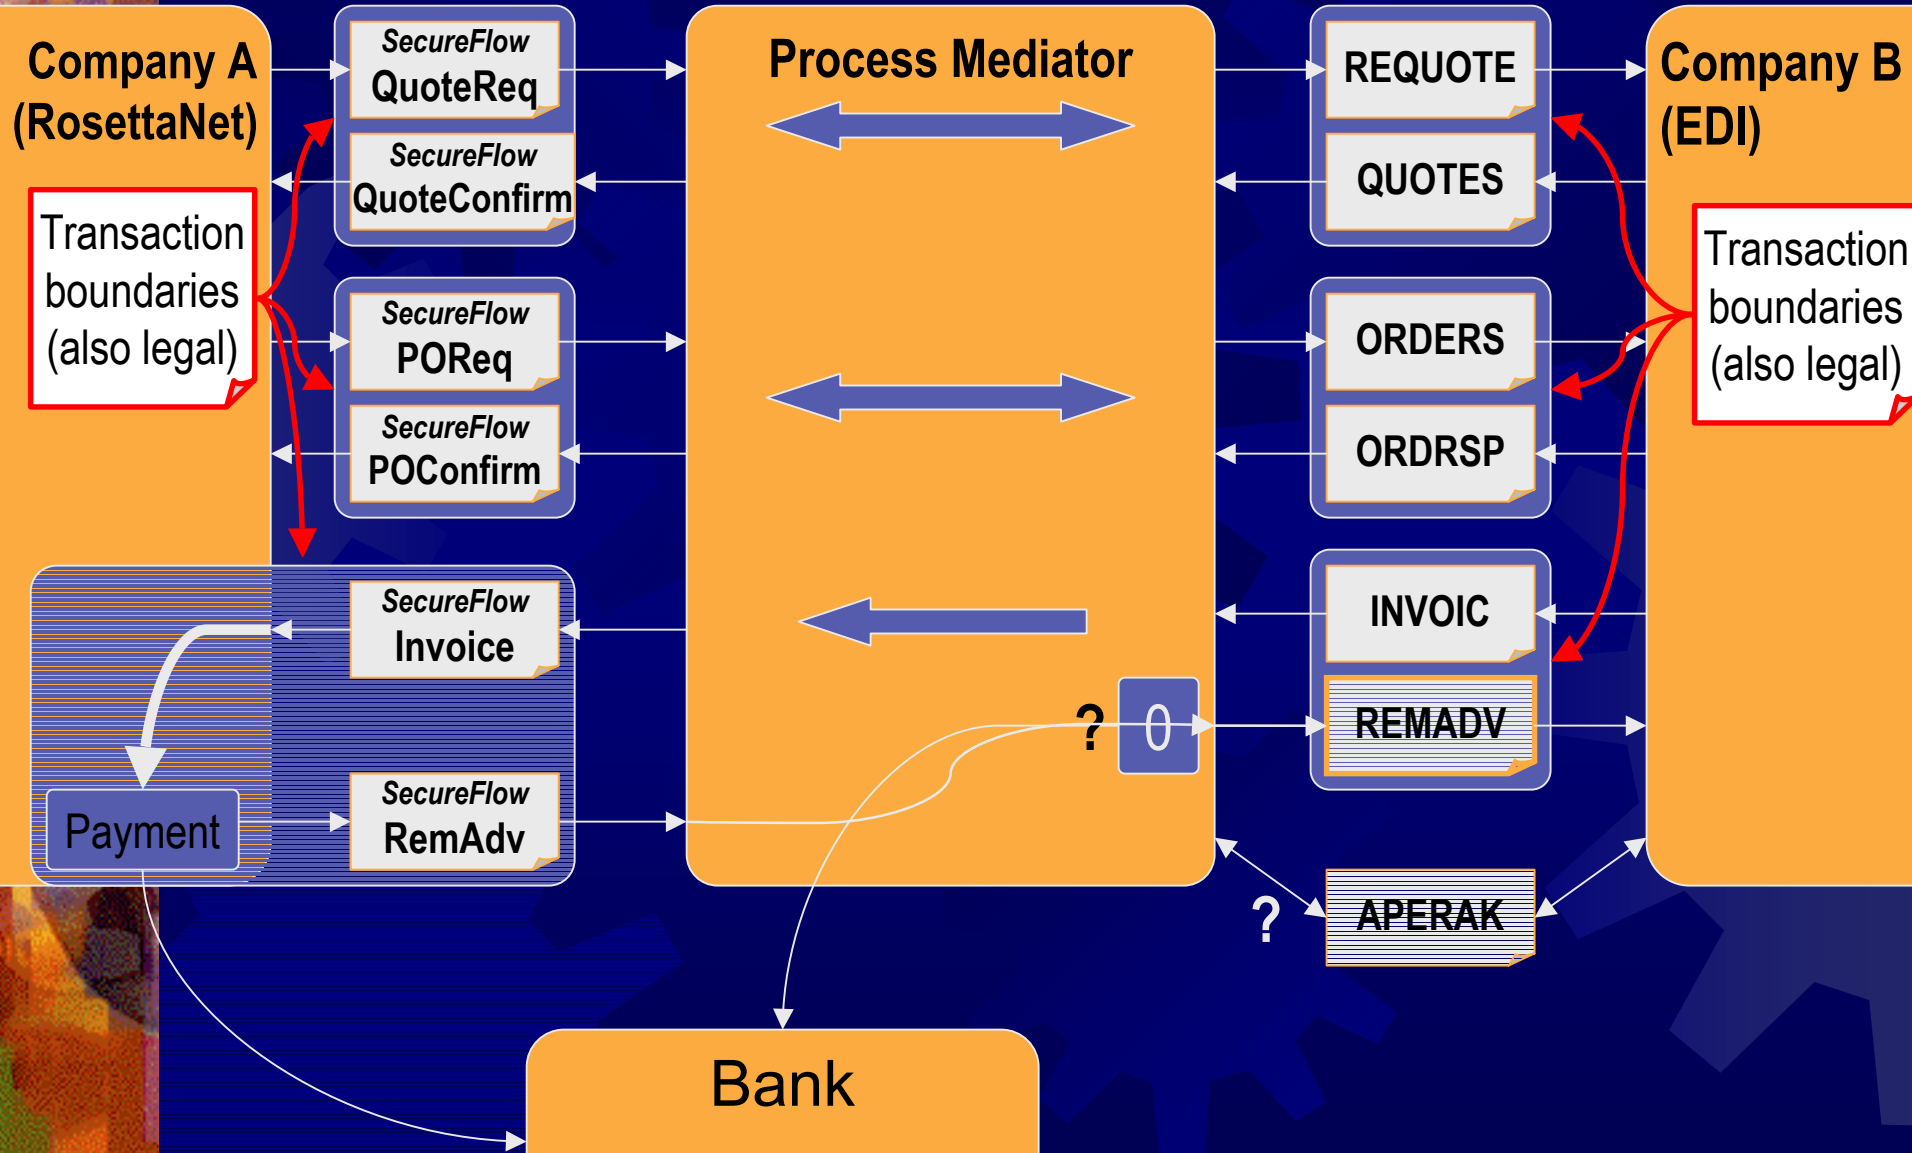 Company A
(RosettaNet)
Transaction
boundaries
(also legal)
SecureFlow
QuoteReq
SecureFlow
QuoteConfirm
SecureFlow
POReq
SecureFlow
POConfirm
SecureFlow
Invoice
SecureFlow
RemAdv
Payment
Process Mediator
? 0
Bank
REQUOTE
QUOTES
ORDERS
ORDRSP
INVOIC
REMADV
? APERAK
Company B
(EDI)
Transaction
boundaries
(also legal)